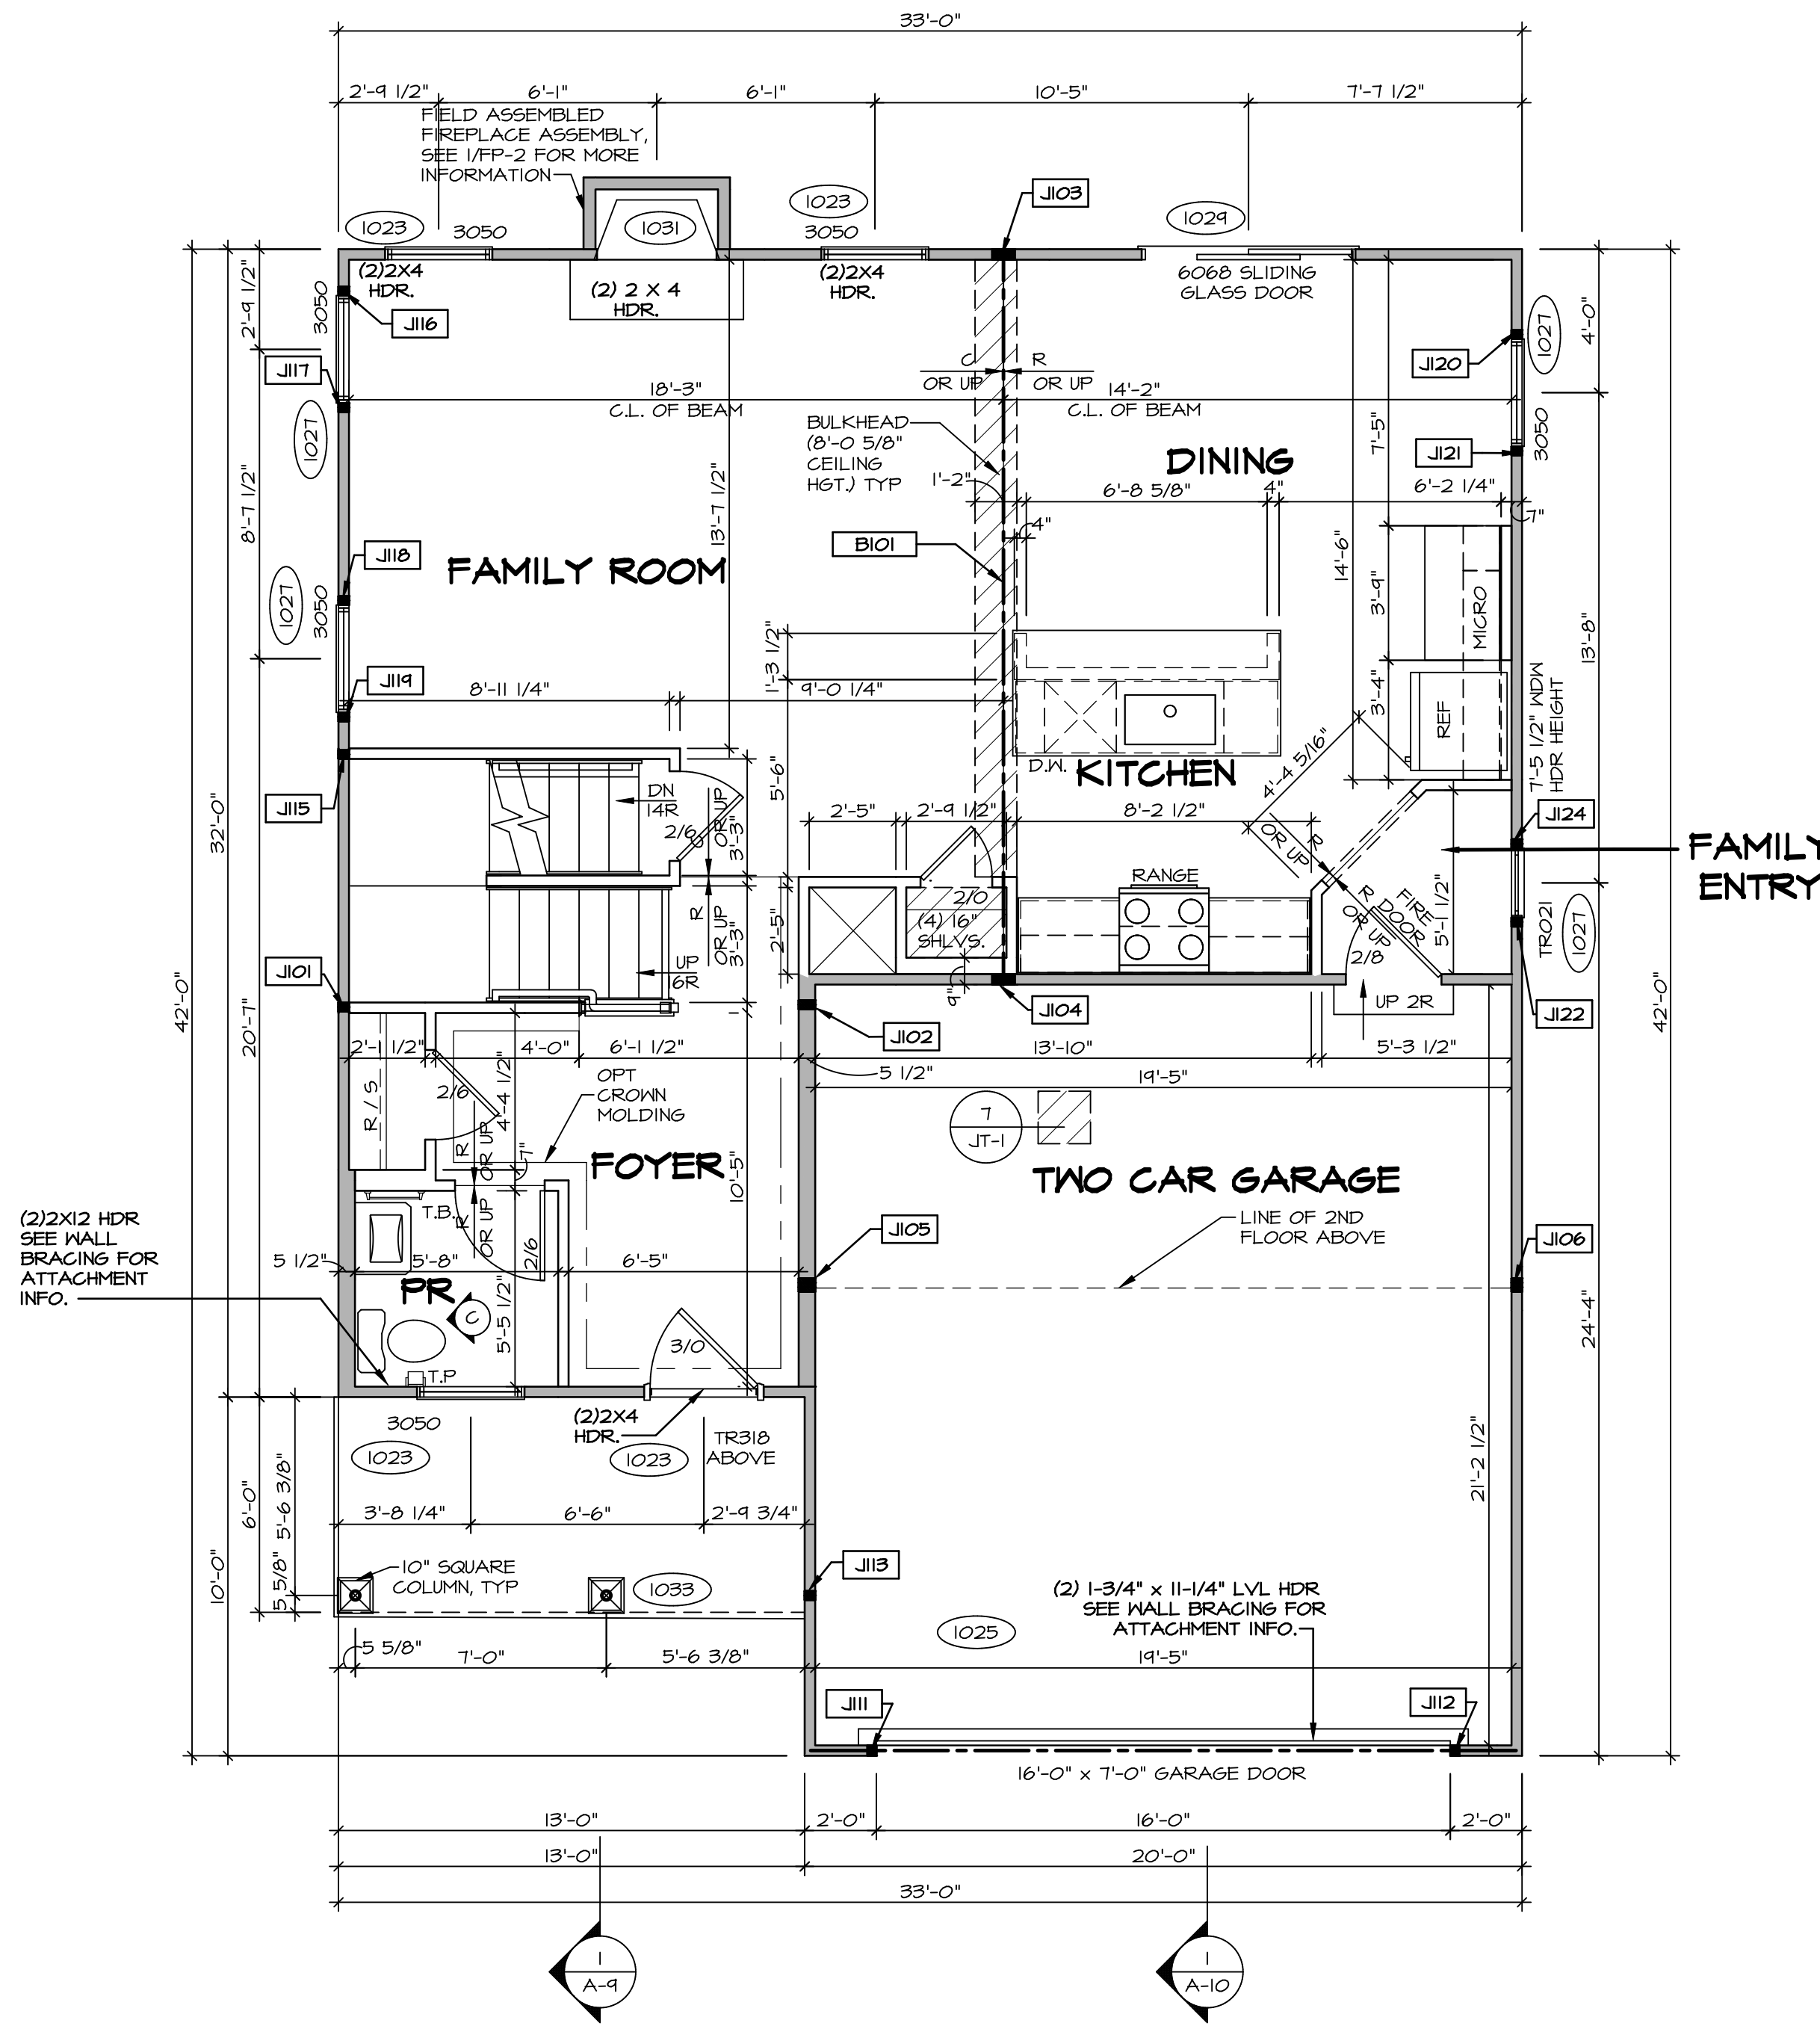 33'-0"
2'-9 1/2"
6'-1"
6'-1"
10'-5"
7'-7 1/2"
FIELD ASSEMBLED
FIREPLACE ASSEMBLY,
SEE 1/FP-2 FOR MORE
INFORMATION
1023
3050
1031
1023
3050
J103
1029
(2)2X4
HDR.
(2) 2 X 4
HDR.
(2)2X4
HDR.
6068 SLIDING
GLASS DOOR
2'-9 1/2"
3050
J116
J117
1027
C
OR UP
R
OR UP
J120
1027
4'-0"
18'-3"
C.L. OF BEAM
14'-2"
C.L. OF BEAM
BULKHEAD
(8'-0 5/8"
CEILING
HGT.) TYP
1'-2"
DINING
7'-5"
J121
3050
6'-8 5/8"
4"
6'-2 1/4"
7"
8'-7 1/2"
13'-7 1/2"
4"
B101
J118
FAMILY ROOM
1027
3050
14'-6"
3'-9"
MICRO
13'-8"
1'-3 1/2"
J119
8'-11 1/4"
9'-0 1/4"
3'-4"
REF
7'-5 1/2" WDW
HDR HEIGHT
D.W.
KITCHEN
4'-4 5/16"
5'-6"
32'-0"
J115
DN
14R
2/6
OR UP
3'-3"
2'-5"
2'-9 1/2"
8'-2 1/2"
R
OR UP
J124
FAMILY
ENTRY
RANGE
R
OR UP
3'-3"
2'-5"
2/0
(4) 16"
SHLVS.
R
OR UP
FIRE
DOOR
2/8
5'-1 1/2"
TR021
1027
UP
16R
J101
9"
J104
UP 2R
J122
42'-0"
20'-7"
42'-0"
J102
2'-1 1/2"
4'-0"
6'-1 1/2"
5 1/2"
13'-10"
5'-3 1/2"
19'-5"
R / S
2/6
4'-4 1/2"
OPT
CROWN
MOLDING
7
JT-1
R
OR UP
7"
FOYER
10'-5"
TWO CAR GARAGE
T.B.
R
OR UP
2/6
LINE OF 2ND
FLOOR ABOVE
J105
J106
(2)2X12 HDR
SEE WALL
BRACING FOR
ATTACHMENT
INFO.
5 1/2"
5'-8"
6'-5"
PR
C
5'-5 1/2"
3/0
T.P
24'-4"
3050
1023
(2)2X4
HDR.
1023
TR318
ABOVE
21'-2 1/2"
6'-0"
5'-6 3/8"
3'-8 1/4"
6'-6"
2'-9 3/4"
10'-0"
5 5/8"
10" SQUARE
COLUMN, TYP
1033
J113
(2) 1-3/4" x 11-1/4" LVL HDR
SEE WALL BRACING FOR
ATTACHMENT INFO.
1025
5 5/8"
7'-0"
5'-6 3/8"
19'-5"
J111
J112
16'-0" x 7'-0" GARAGE DOOR
13'-0"
2'-0"
16'-0"
2'-0"
13'-0"
20'-0"
33'-0"
1
A-9
1
A-10